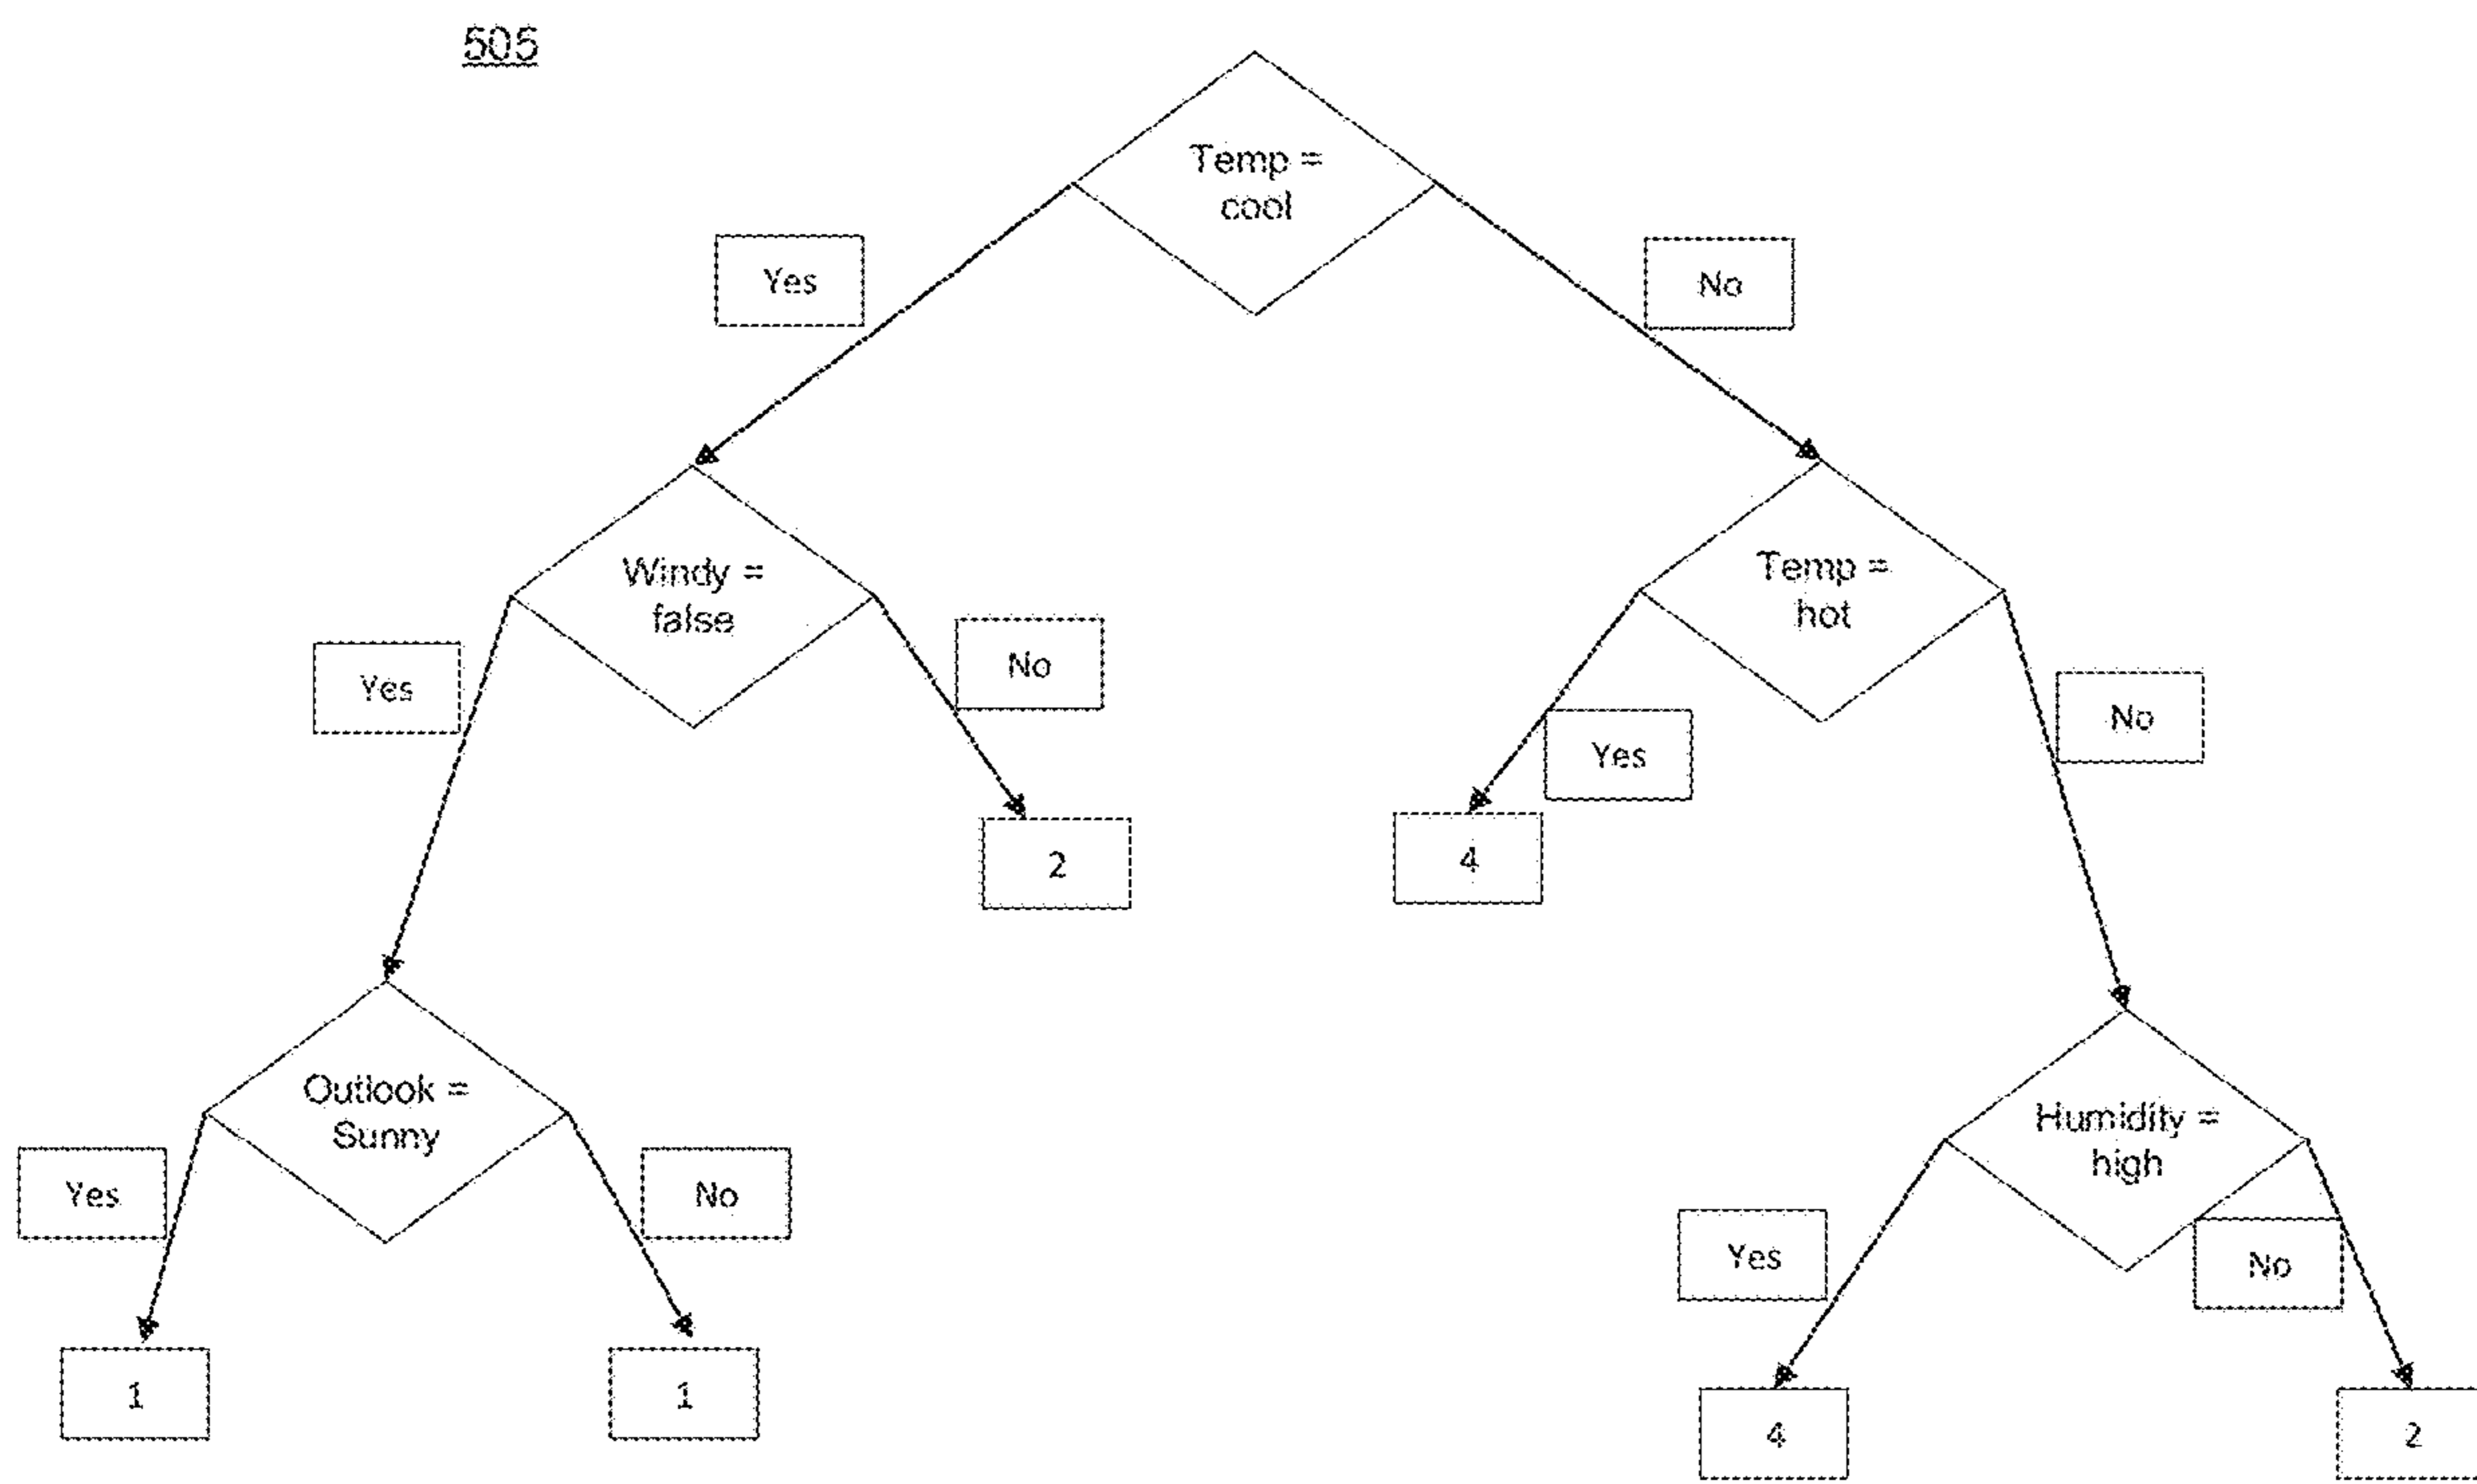 505
Temp =
cool
Yes
No
Windy =
false
Temp =
hot
Yes
No
No
Yes
2
4
Outlook =
Sunny
Humidity =
high
Yes
No
Yes
No
1
1
4
2